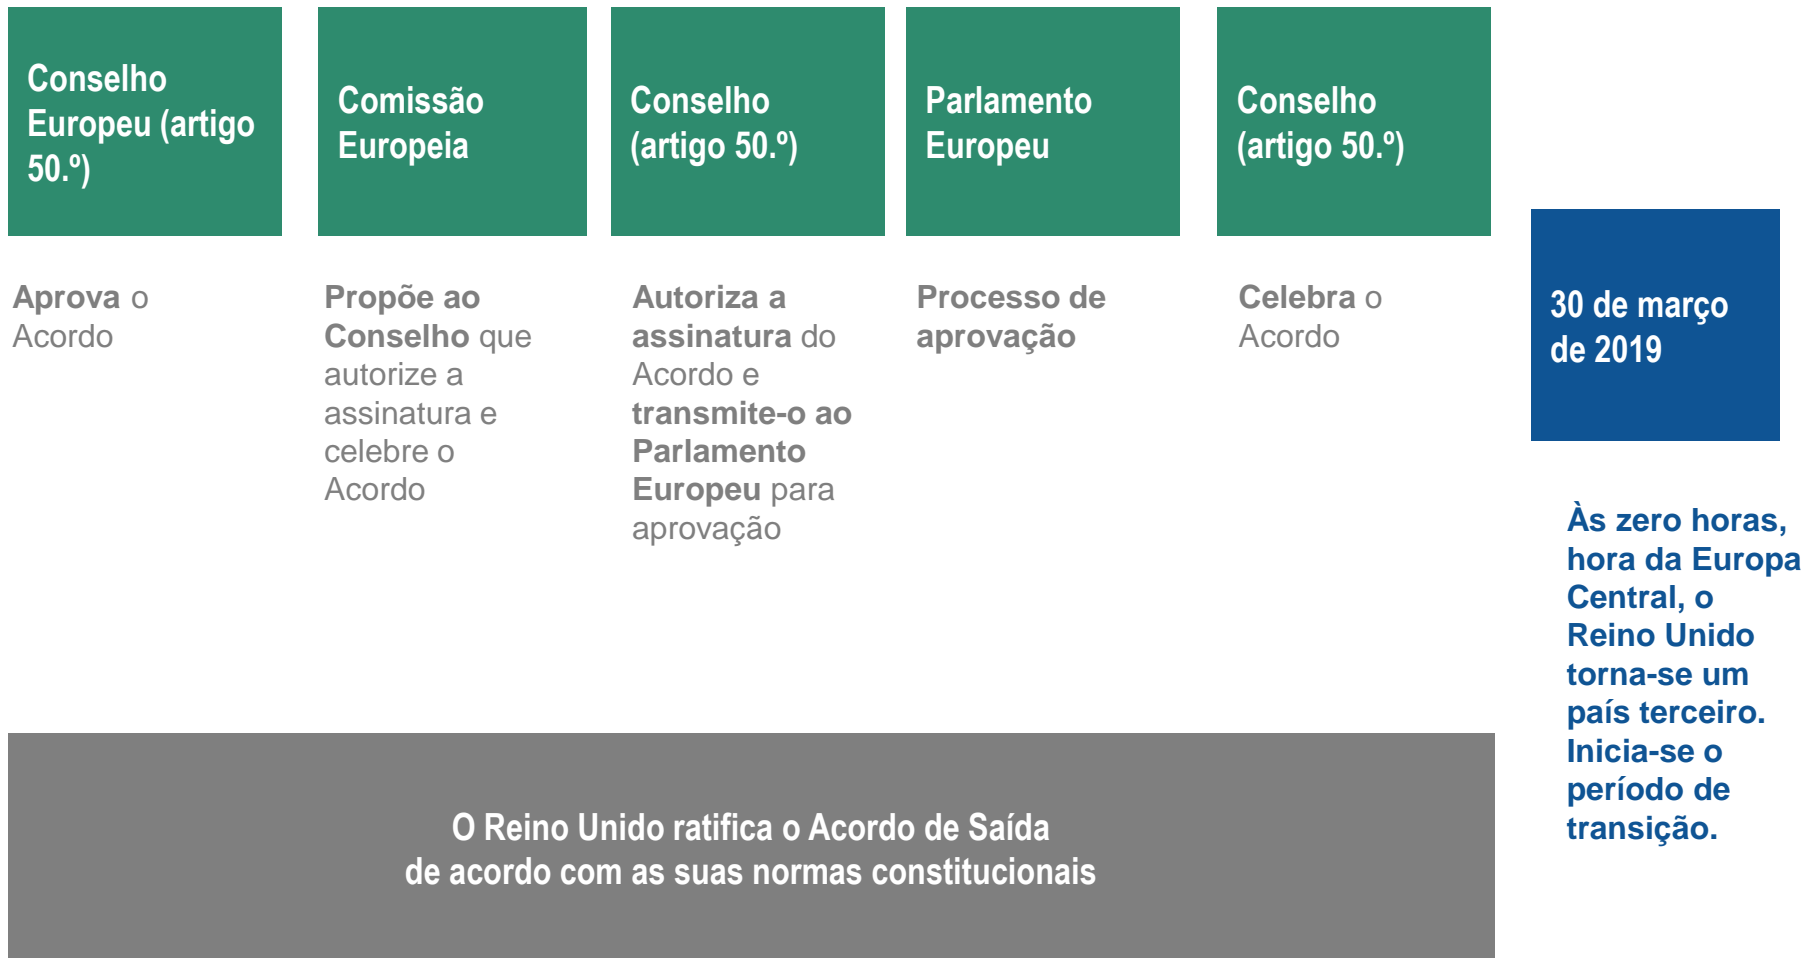 Conselho
Europeu (artigo
50.º)
Aprova o
Acordo
Comissão
Europeia
Propõe ao
Conselho que
autorize a
assinatura e
celebre o
Acordo
Conselho
(artigo 50.º)
Autoriza a
assinatura do
Acordo e
transmite-o ao
Parlamento
Europeu para
aprovação
Parlamento
Europeu
Processo de
aprovação
Conselho
(artigo 50.º)
Celebra o
Acordo
30 de março
de 2019
Às zero horas,
hora da Europa
Central, o
Reino Unido
torna-se um
país terceiro.
Inicia-se o
período de
transição.
O Reino Unido ratifica o Acordo de Saída
de acordo com as suas normas constitucionais